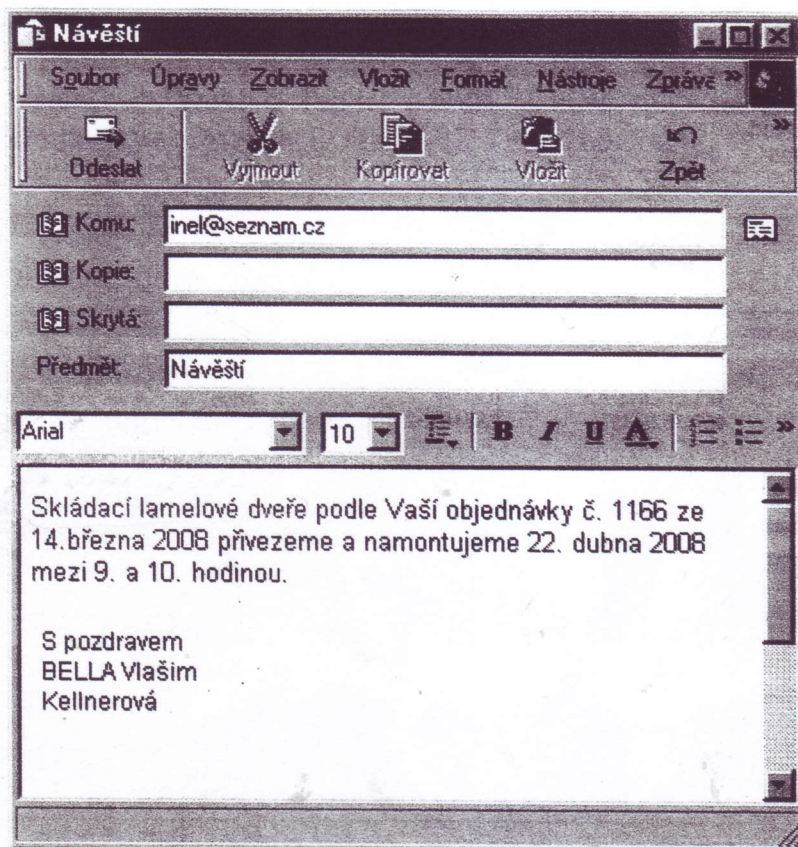 Návěští
Soubor Úpravy Zobrazit Vložit Formát Nástroje Zpráva »
Odeslat Vyjmout Kopírovat Vložit Zpět »
Komu: inel@seznam.cz
Kopie:
Skrytá:
Předmět: Návěští
Arial 10 B I U A »
Skládací lamelové dveře podle Vaší objednávky č. 1166 ze
14.března 2008 přivezeme a namontujeme 22. dubna 2008
mezi 9. a 10. hodinou.
S pozdravem
BELLA Vlašim
Kellnerová